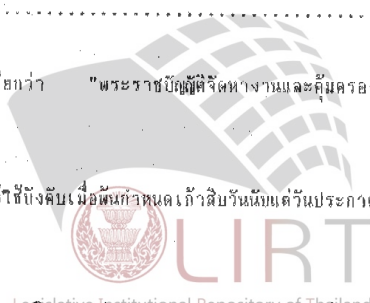 ยกว่า "พระราชบัญญัติจัดหางานและคุ้มครอ
ใช้บังคับเมื่อพ้นกำหนดเก้าสิบวันนับแต่วันประกาศ
LIRT
Legislative Institutional Repository of Thailand